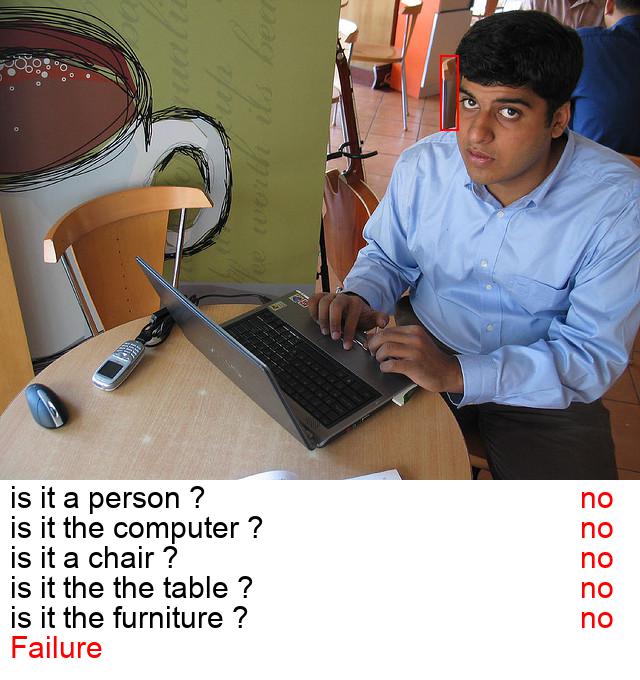 is it a person ? no
is it the computer ? no
is it a chair ? no
is it the the table ? no
is it the furniture ? no
Failure